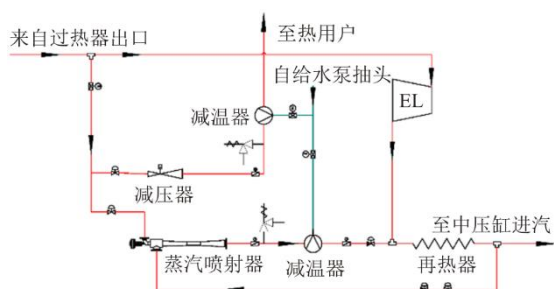 来自过热器出口
至热用户
自给水泵抽头
EL
减温器
减压器
至中压缸进汽
蒸汽喷射器
减温器
再热器